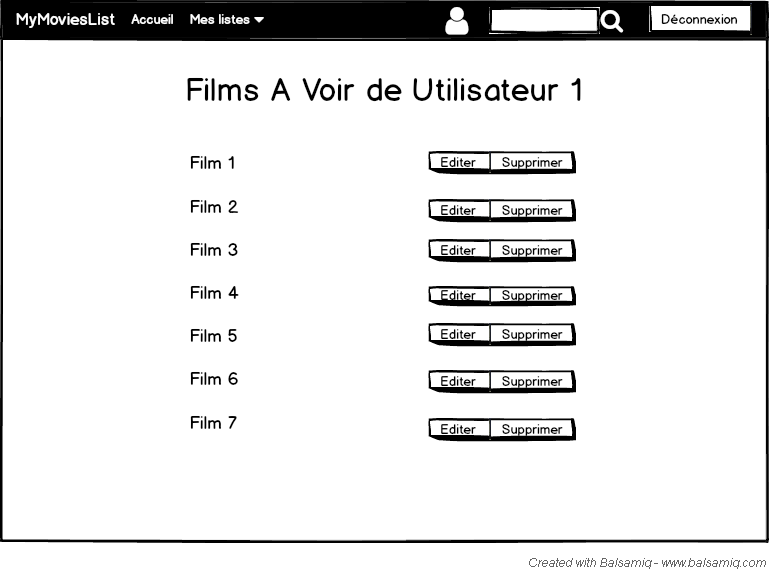 MyMoviesList Accueil Mes listes Déconnexion
Films A Voir de Utilisateur 1
Film 1 Editer Supprimer
Film 2 Editer Supprimer
Film 3 Editer Supprimer
Film 4 Editer Supprimer
Film 5 Editer Supprimer
Film 6 Editer Supprimer
Film 7 Editer Supprimer
Created with Balsamiq - www.balsamiq.com